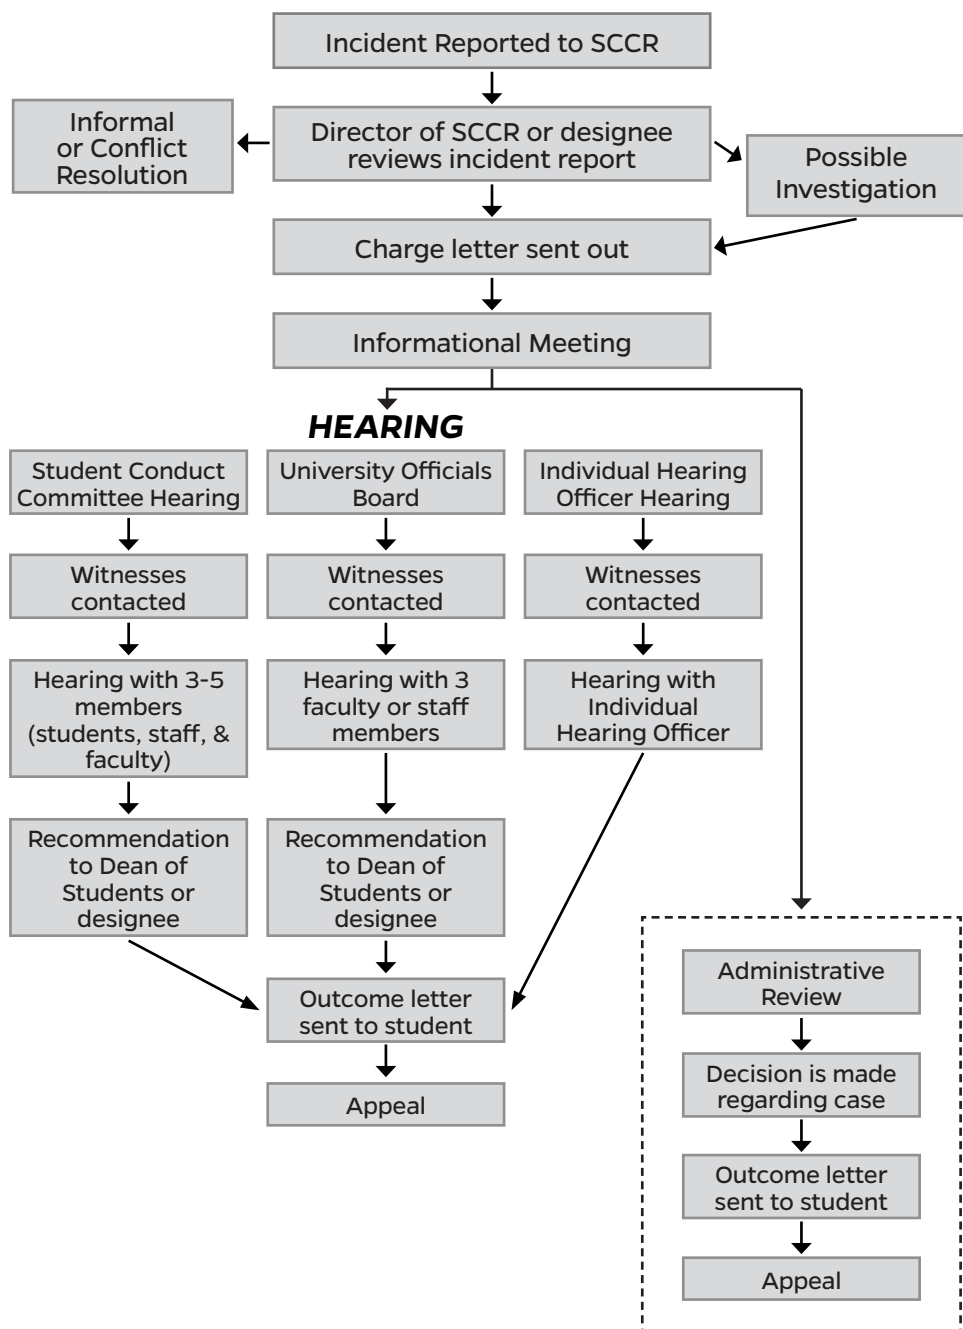 Incident Reported to SCCR
Informal
or Conflict
Resolution
Director of SCCR or designee
reviews incident report
Possible
Investigation
Charge letter sent out
Informational Meeting
HEARING
Student Conduct
Committee Hearing
Witnesses
contacted
Hearing with 3-5
members
(students, staff, &
faculty)
Recommendation
to Dean of
Students or
designee
University Officials
Board
Witnesses
contacted
Hearing with 3
faculty or staff
members
Recommendation
to Dean of
Students or
designee
Individual Hearing
Officer Hearing
Witnesses
contacted
Hearing with
Individual
Hearing Officer
Outcome letter
sent to student
Appeal
Administrative
Review
Decision is made
regarding case
Outcome letter
sent to student
Appeal